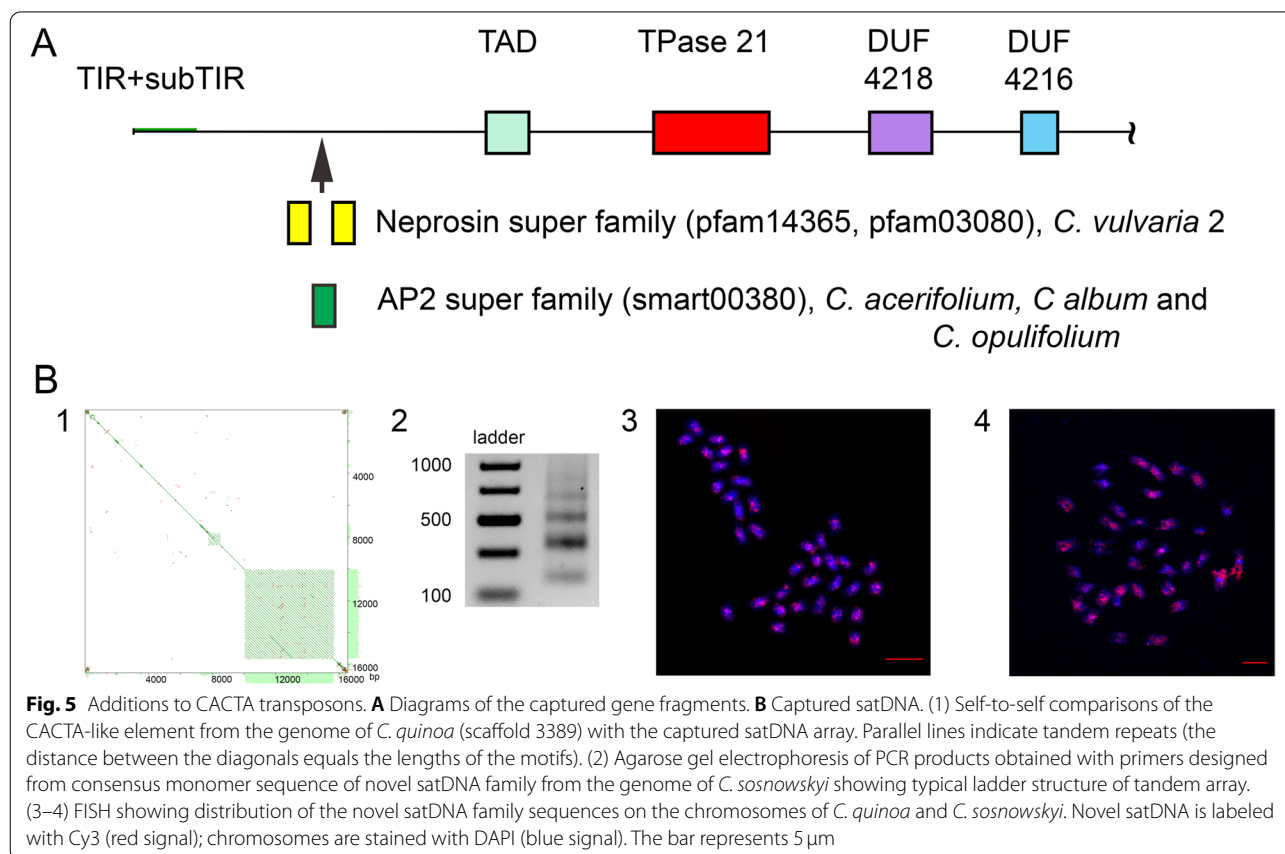 A
TAD
TPase 21
DUF
4218
DUF
4216
TIR+subTIR
Neprosin super family (pfam14365, pfam03080), C. vulvaria 2
AP2 super family (smart00380), C. acerifolium, C album and
C. opulifolium
B
1
4000
8000
12000
16000
bp
4000
8000
12000
16000
2
ladder
1000
500
100
3
4
Fig. 5 Additions to CACTA transposons. A Diagrams of the captured gene fragments. B Captured satDNA. (1) Self-to-self comparisons of the
CACTA-like element from the genome of C. quinoa (scaffold 3389) with the captured satDNA array. Parallel lines indicate tandem repeats (the
distance between the diagonals equals the lengths of the motifs). (2) Agarose gel electrophoresis of PCR products obtained with primers designed
from consensus monomer sequence of novel satDNA family from the genome of C. sosnowskyi showing typical ladder structure of tandem array.
(3–4) FISH showing distribution of the novel satDNA family sequences on the chromosomes of C. quinoa and C. sosnowskyi. Novel satDNA is labeled
with Cy3 (red signal); chromosomes are stained with DAPI (blue signal). The bar represents 5 μm